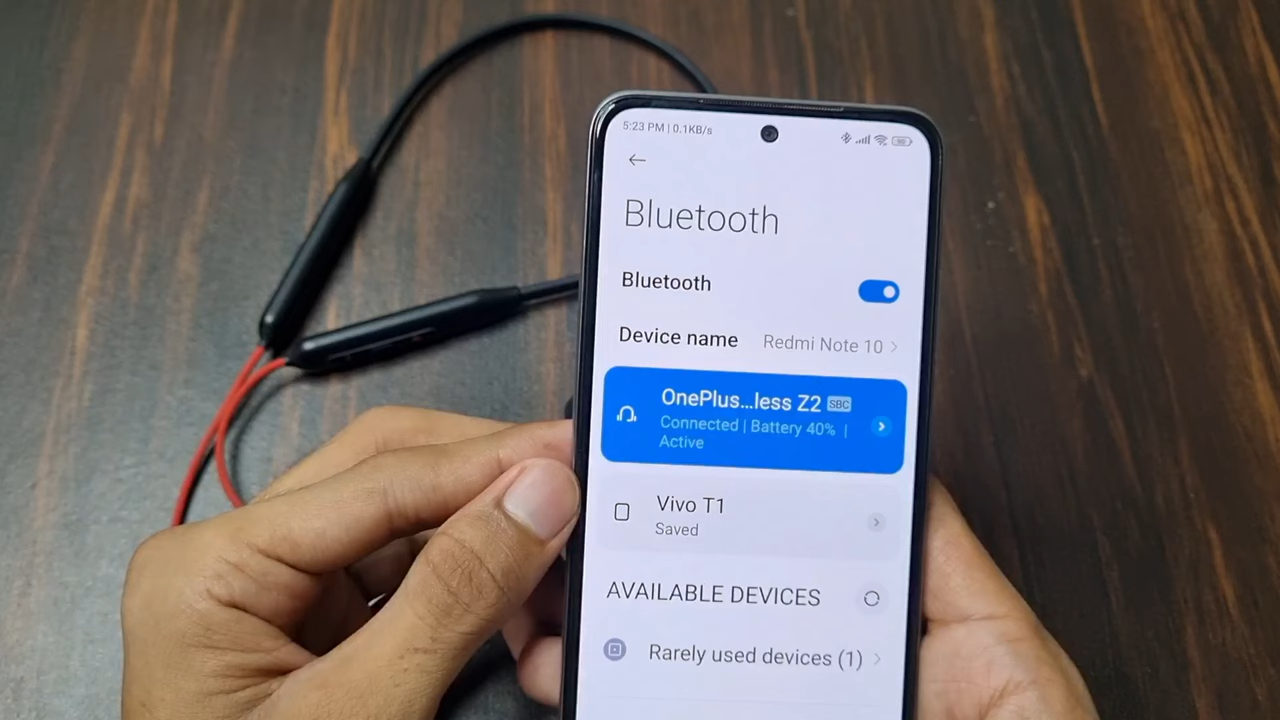 5:23 PM | 0.1KB/s
Bluetooth
Bluetooth
Device name Redmi Note 10
OnePlus...less Z2 SBC
Connected | Battery 40% |
Active
Vivo T1
Saved
AVAILABLE DEVICES
Rarely used devices (1)